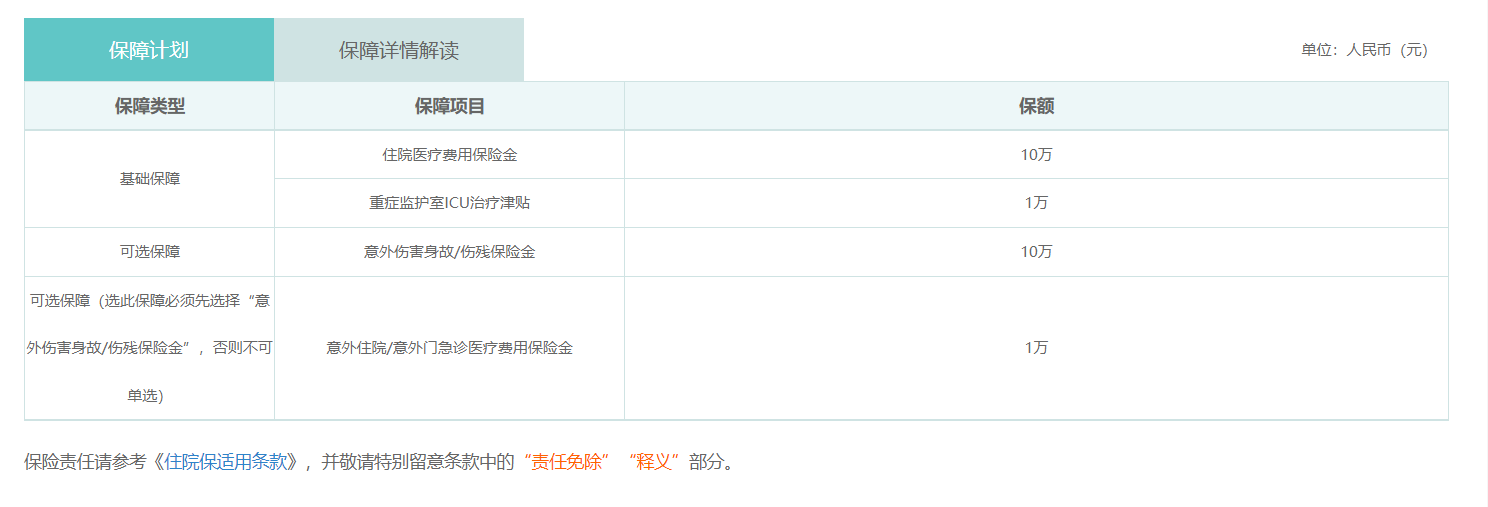 保障计划
保障详情解读
单位：人民币（元）
保障类型
保障项目
保额
基础保障
住院医疗费用保险金
10万
重症监护室ICU治疗津贴
1万
可选保障
意外伤害身故/伤残保险金
10万
可选保障（选此保障必须先选择“意
外伤害身故/伤残保险金”，否则不可
单选）
意外住院/意外门急诊医疗费用保险金
1万
保险责任请参考《住院保适用条款》，并敬请特别留意条款中的“责任免除”“释义”部分。